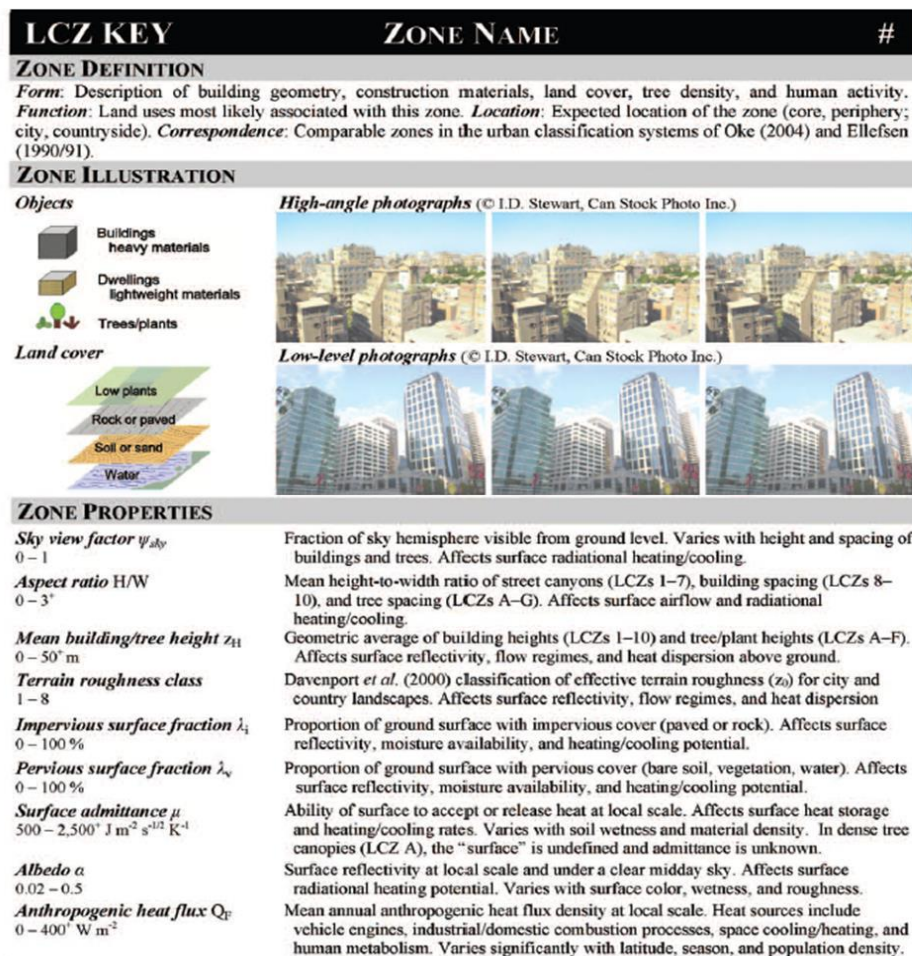 LCZ KEY ZONE NAME #
ZONE DEFINITION
Form: Description of building geometry, construction materials, land cover, tree density, and human activity.
Function: Land uses most likely associated with this zone. Location: Expected location of the zone (core, periphery;
city, countryside). Correspondence: Comparable zones in the urban classification systems of Oke (2004) and Ellefsen
(1990/91).
ZONE ILLUSTRATION
Objects
Buildings
heavy materials
Dwellings
lightweight materials
Trees/plants
Land cover
Low plants
Rock or paved
Soil or sand
Water
High-angle photographs (© I.D. Stewart, Can Stock Photo Inc.)
Low-level photographs (© I.D. Stewart, Can Stock Photo Inc.)
ZONE PROPERTIES
Sky view factor ψsky
0 – 1
Fraction of sky hemisphere visible from ground level. Varies with height and spacing of
buildings and trees. Affects surface radiational heating/cooling.
Aspect ratio H/W
0 – 3⁺
Mean height-to-width ratio of street canyons (LCZs 1–7), building spacing (LCZs 8–
10), and tree spacing (LCZs A–G). Affects surface airflow and radiational
heating/cooling.
Mean building/tree height zH
0 – 50⁺ m
Geometric average of building heights (LCZs 1–10) and tree/plant heights (LCZs A–F).
Affects surface reflectivity, flow regimes, and heat dispersion above ground.
Terrain roughness class
1 – 8
Davenport et al. (2000) classification of effective terrain roughness (z₀) for city and
country landscapes. Affects surface reflectivity, flow regimes, and heat dispersion
Impervious surface fraction λi
0 – 100 %
Proportion of ground surface with impervious cover (paved or rock). Affects surface
reflectivity, moisture availability, and heating/cooling potential.
Pervious surface fraction λv
0 – 100 %
Proportion of ground surface with pervious cover (bare soil, vegetation, water). Affects
surface reflectivity, moisture availability, and heating/cooling potential.
Surface admittance μ
500 – 2,500⁺ J m⁻² s⁻¹/² K⁻¹
Ability of surface to accept or release heat at local scale. Affects surface heat storage
and heating/cooling rates. Varies with soil wetness and material density. In dense tree
canopies (LCZ A), the “surface” is undefined and admittance is unknown.
Albedo α
0.02 – 0.5
Surface reflectivity at local scale and under a clear midday sky. Affects surface
radiational heating potential. Varies with surface color, wetness, and roughness.
Anthropogenic heat flux QF
0 – 400⁺ W m⁻²
Mean annual anthropogenic heat flux density at local scale. Heat sources include
vehicle engines, industrial/domestic combustion processes, space cooling/heating, and
human metabolism. Varies significantly with latitude, season, and population density.